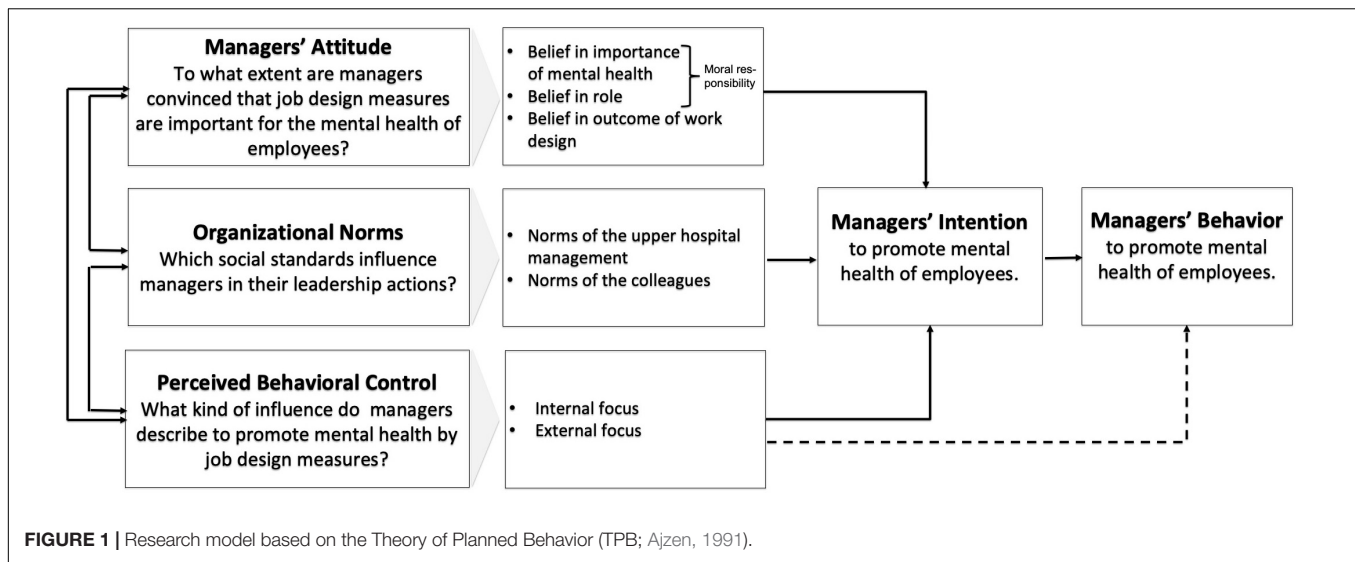 Managers' Attitude
To what extent are managers
convinced that job design measures
are important for the mental health of
employees?
• Belief in importance
of mental health
• Belief in role
• Belief in outcome of work
design
Moral res-
ponsibility
Organizational Norms
Which social standards influence
managers in their leadership actions?
• Norms of the upper hospital
management
• Norms of the colleagues
Perceived Behavioral Control
What kind of influence do managers
describe to promote mental health by
job design measures?
• Internal focus
• External focus
Managers' Intention
to promote mental
health of employees.
Managers' Behavior
to promote mental
health of employees.
FIGURE 1 | Research model based on the Theory of Planned Behavior (TPB; Ajzen, 1991).